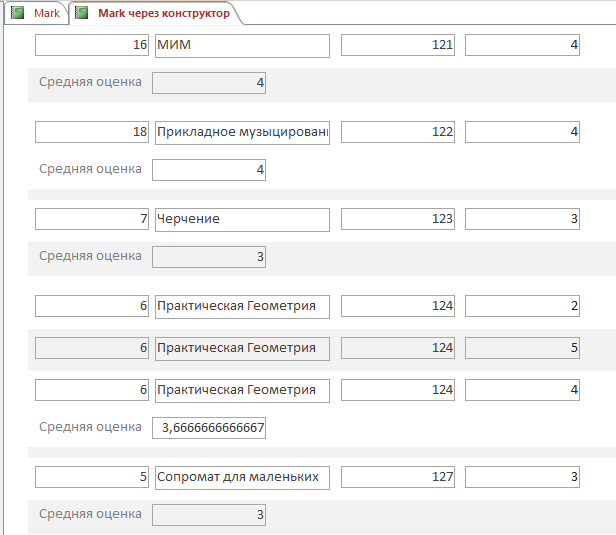 Mark Mark через конструктор
16 МИМ 121 4
Средняя оценка 4
18 Прикладное музыцировани 122 4
Средняя оценка 4
7 Черчение 123 3
Средняя оценка 3
6 Практическая Геометрия 124 2
6 Практическая Геометрия 124 5
6 Практическая Геометрия 124 4
Средняя оценка 3,6666666666667
5 Сопромат для маленьких 127 3
Средняя оценка 3